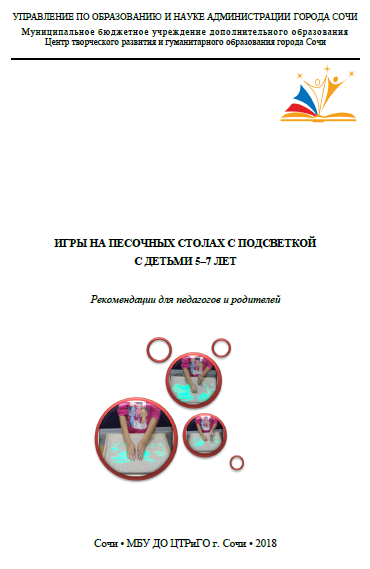 УПРАВЛЕНИЕ ПО ОБРАЗОВАНИЮ И НАУКЕ АДМИНИСТРАЦИИ ГОРОДА СОЧИ
Муниципальное бюджетное учреждение дополнительного образования
Центр творческого развития и гуманитарного образования города Сочи
ИГРЫ НА ПЕСОЧНЫХ СТОЛАХ С ПОДСВЕТКОЙ
С ДЕТЬМИ 5–7 ЛЕТ
Рекомендации для педагогов и родителей
Сочи • МБУ ДО ЦТРиГО г. Сочи • 2018